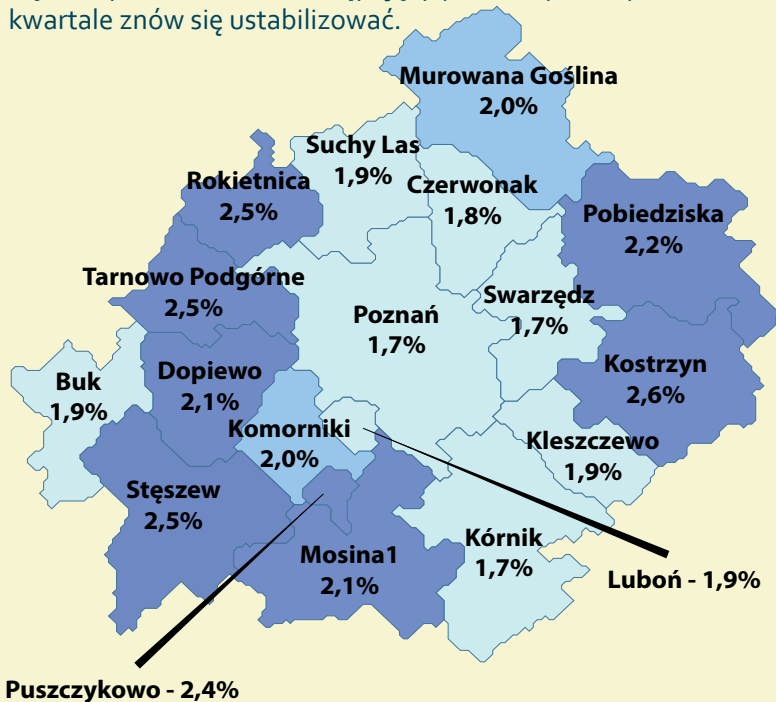 kwartale znów się ustabilizować.
Murowana Goślina
2,0%
Suchy Las
1,9%
Czerwonak
1,8%
Rokietnica
2,5%
Pobiedziska
2,2%
Tarnowo Podgórne
2,5%
Swarzędz
1,7%
Poznań
1,7%
Kostrzyn
2,6%
Buk
1,9%
Dopiewo
2,1%
Komorniki
2,0%
Kleszczewo
1,9%
Stęszew
2,5%
Kórnik
1,7%
Mosina1
2,1%
Luboń - 1,9%
Puszczykowo - 2,4%